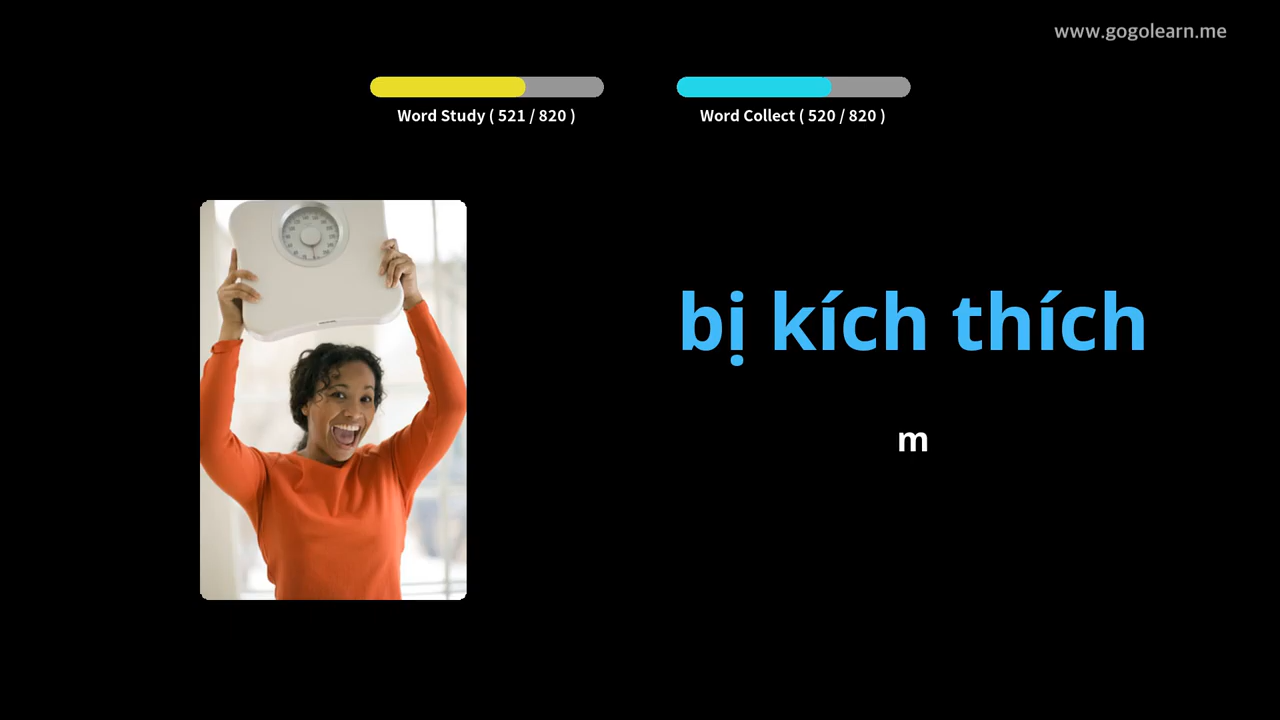 www.gogolearn.me
Word Study ( 521 / 820 )
Word Collect ( 520 / 820 )
bị kích thích
m